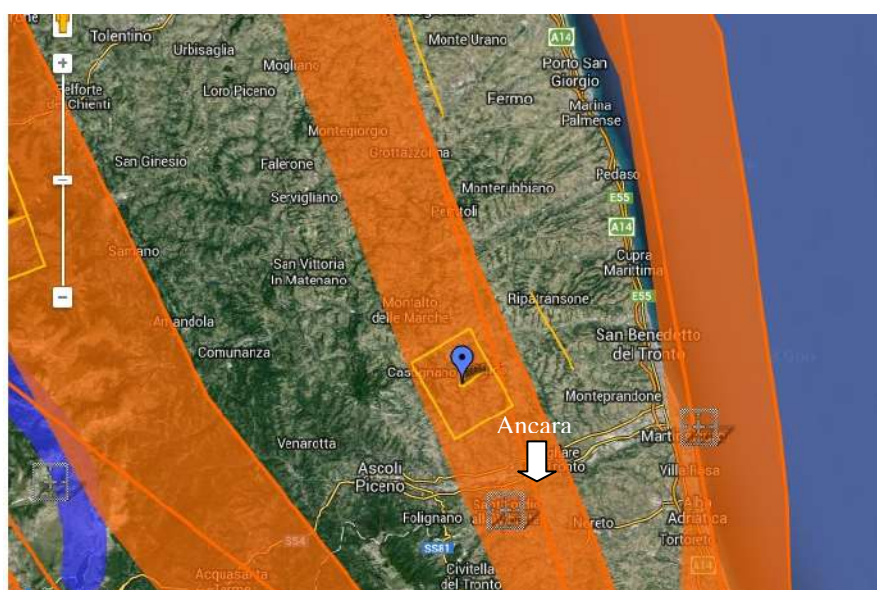 Tolentino
Urbisaglia
Monte Urano
A14
Mogliano
Porto San
Giorgio
Belforte
del Chienti
Loro Piceno
Fermo
Marina
Palmense
Montegiorgio
San Ginesio
Falerone
Grottazzolina
Pedaso
Servigliano
Monterubbiano
E55
Petritoli
A14
Sarnano
San Vittoria
In Matenano
Cupra
Marittima
Montalto
delle Marche
Ripatransone
E55
Amandola
San Benedetto
del Tronto
Comunanza
Monteprandone
Ancara
Venarotta
Ascoli
Piceno
Tronto
Villa Rosa
Folignano
Nereto
Alba
Adriatica
Tortoreto
SS4
SS81
Acquasanta
Terme
Civitella
del Tronto
A14